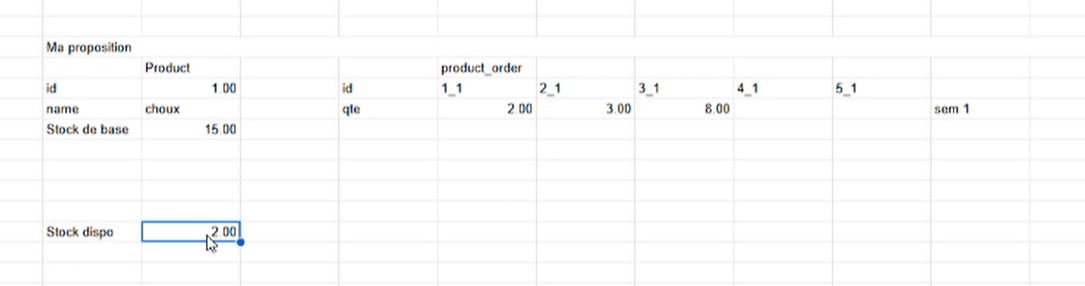 Ma proposition
Product product_order
id 1.00 id 1_1 2_1 3_1 4_1 5_1
name choux qte 2.00 3.00 8.00 sem 1
Stock de base 15.00
Stock dispo 2.00